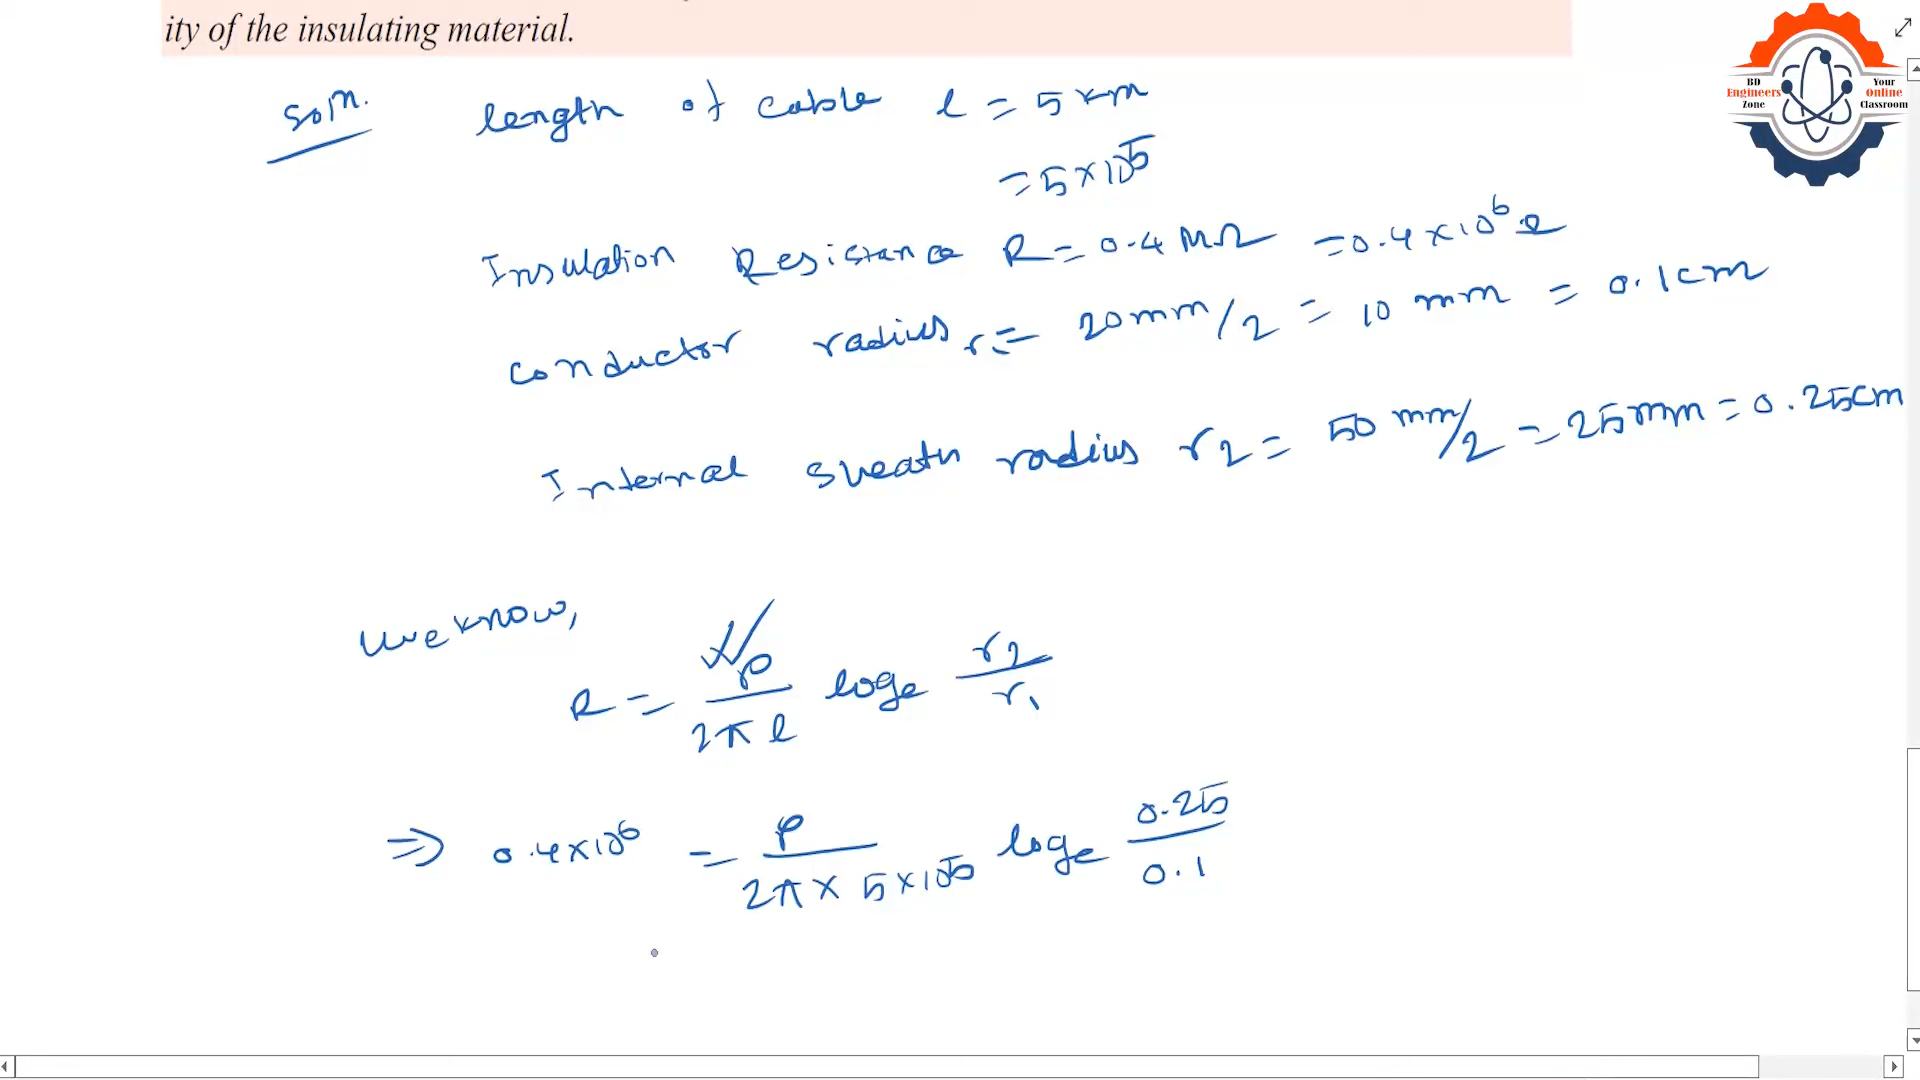 ity of the insulating material.
BD Engineers Zone
Your Online Classroom
Soln. length of cable l = 5 km
= 5×10⁵
Insulation Resistance R = 0.4 MΩ = 0.4×10⁶ Ω
conductor radius r₁ = 20mm/2 = 10 mm = 0.1cm
Internal sheath radius r₂ = 50 mm/2 = 25mm = 0.25cm
We know,
R = ρ/2πl logₑ r₂/r₁
⇒ 0.4×10⁶ = ρ/2π× 5×10⁵ logₑ 0.25/0.1